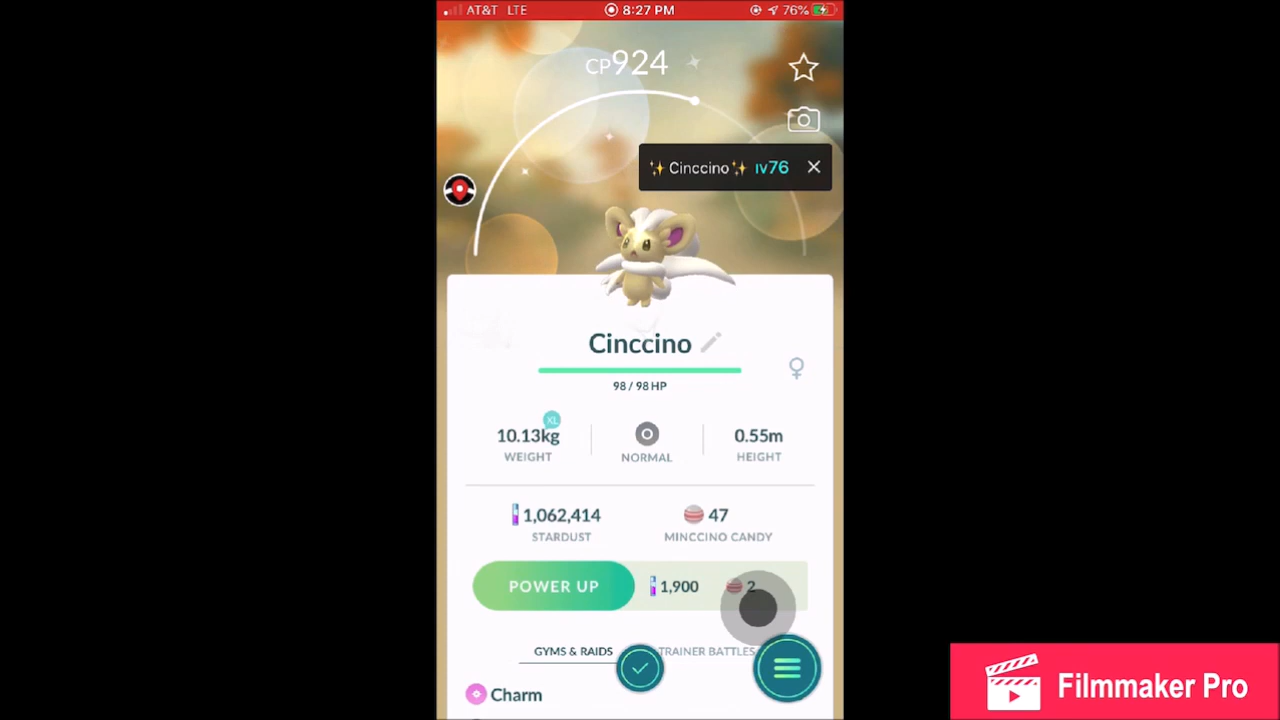 AT&T LTE 8:27 PM 76%
CP924
✨Cinccino✨ IV76 ✕
Cinccino
98 / 98 HP
XL
10.13kg 0.55m
WEIGHT NORMAL HEIGHT
1,062,414 47
STARDUST MINCCINO CANDY
POWER UP 1,900 2
GYMS & RAIDS TRAINER BATTLES
Charm
Filmmaker Pro